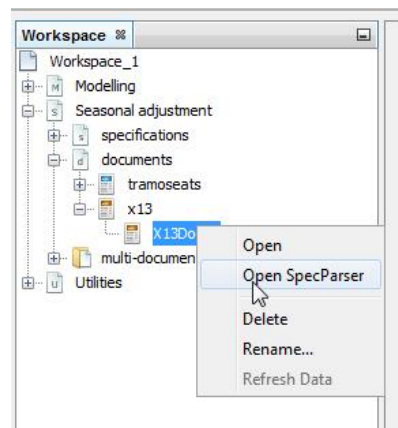 Workspace
Workspace_1
M Modelling
S Seasonal adjustment
s specifications
d documents
tramoseats
x13
X13Do
multi-documen
U Utilities
Open
Open SpecParser
Delete
Rename...
Refresh Data